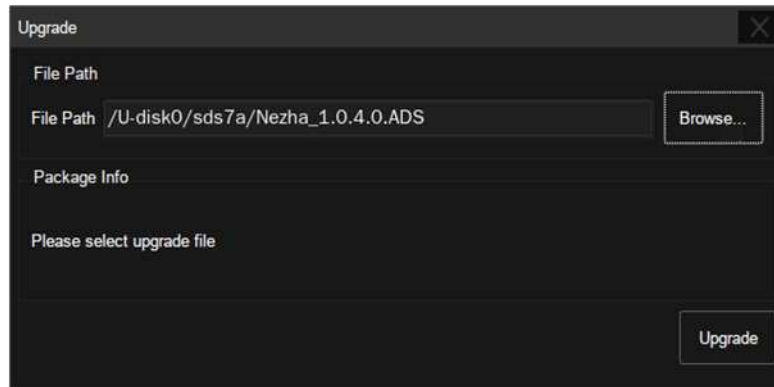 Upgrade
File Path
File Path /U-disk0/sds7a/Nezha_1.0.4.0.ADS Browse...
Package Info
Please select upgrade file
Upgrade